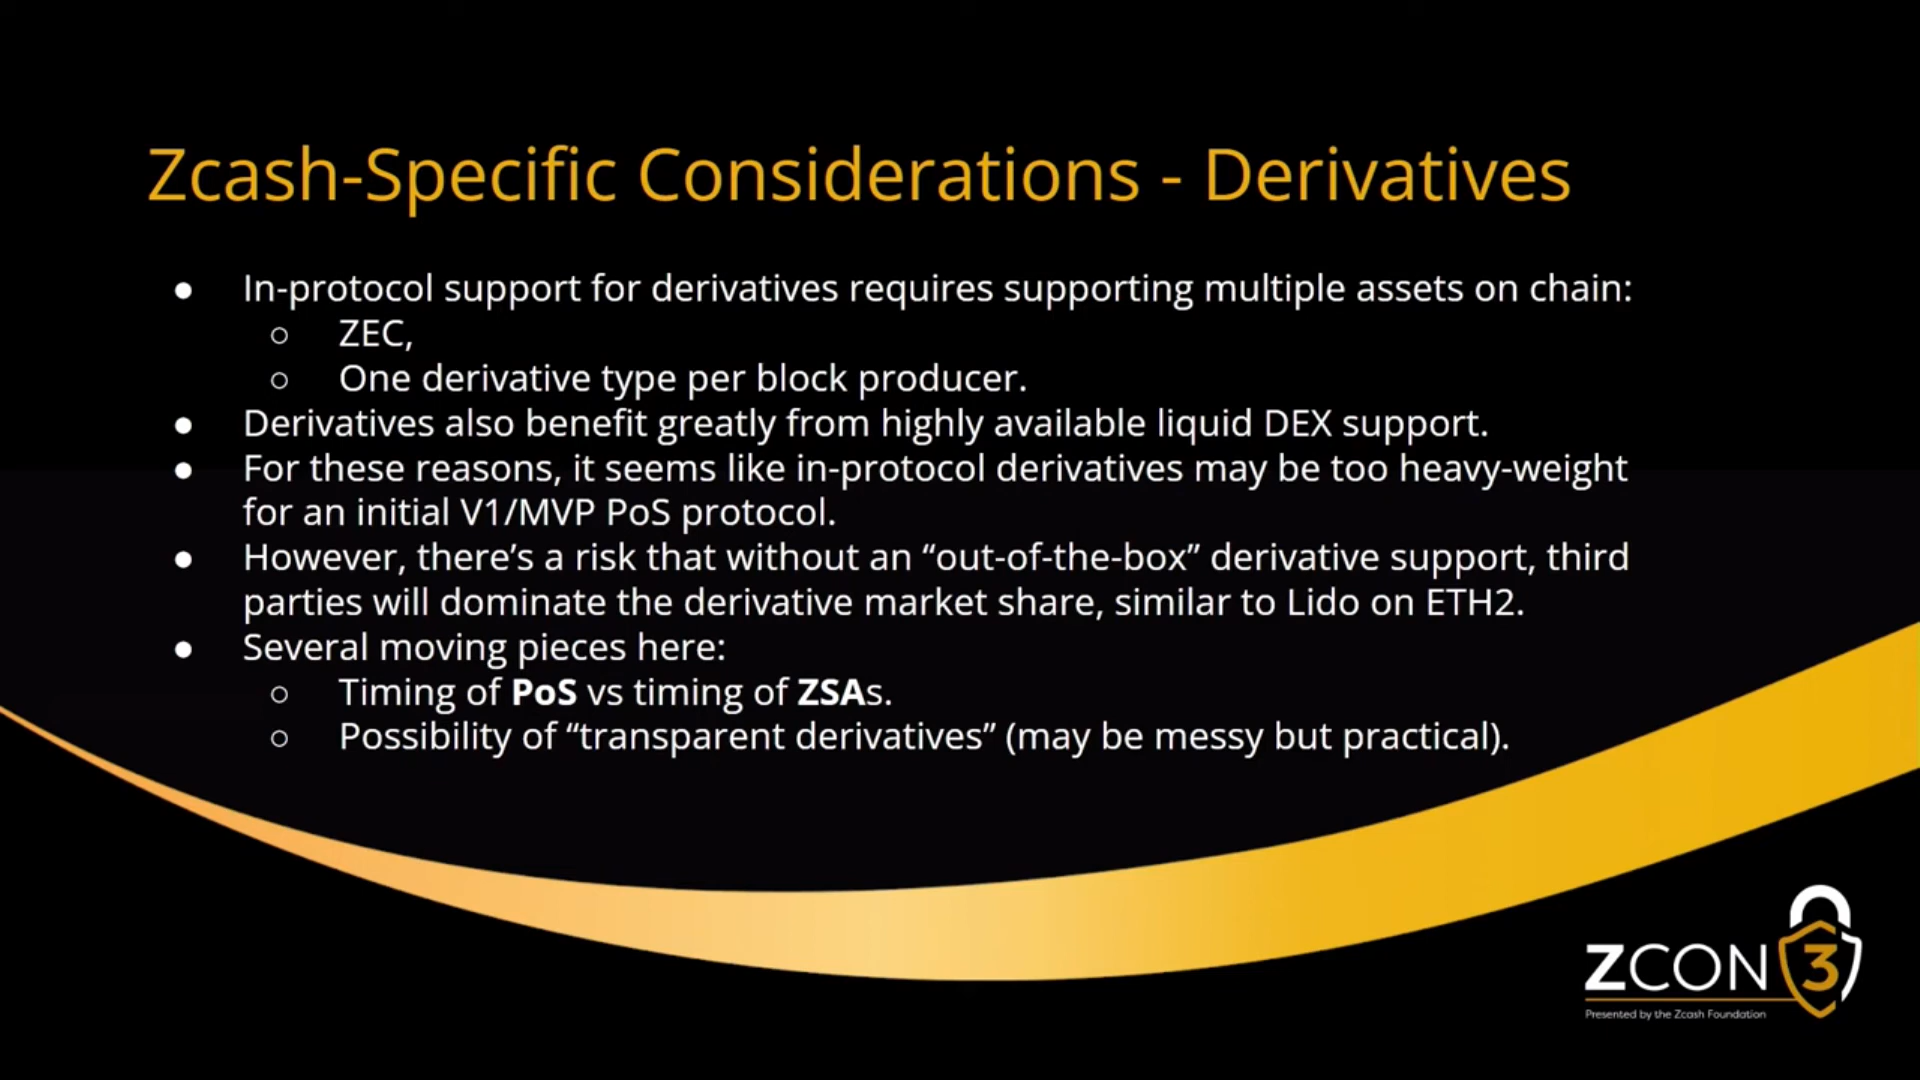 Zcash-Specific Considerations - Derivatives
● In-protocol support for derivatives requires supporting multiple assets on chain:
○ ZEC,
○ One derivative type per block producer.
● Derivatives also benefit greatly from highly available liquid DEX support.
● For these reasons, it seems like in-protocol derivatives may be too heavy-weight
for an initial V1/MVP PoS protocol.
● However, there’s a risk that without an “out-of-the-box” derivative support, third
parties will dominate the derivative market share, similar to Lido on ETH2.
● Several moving pieces here:
○ Timing of PoS vs timing of ZSAs.
○ Possibility of “transparent derivatives” (may be messy but practical).
ZCON 3
Presented by the Zcash Foundation